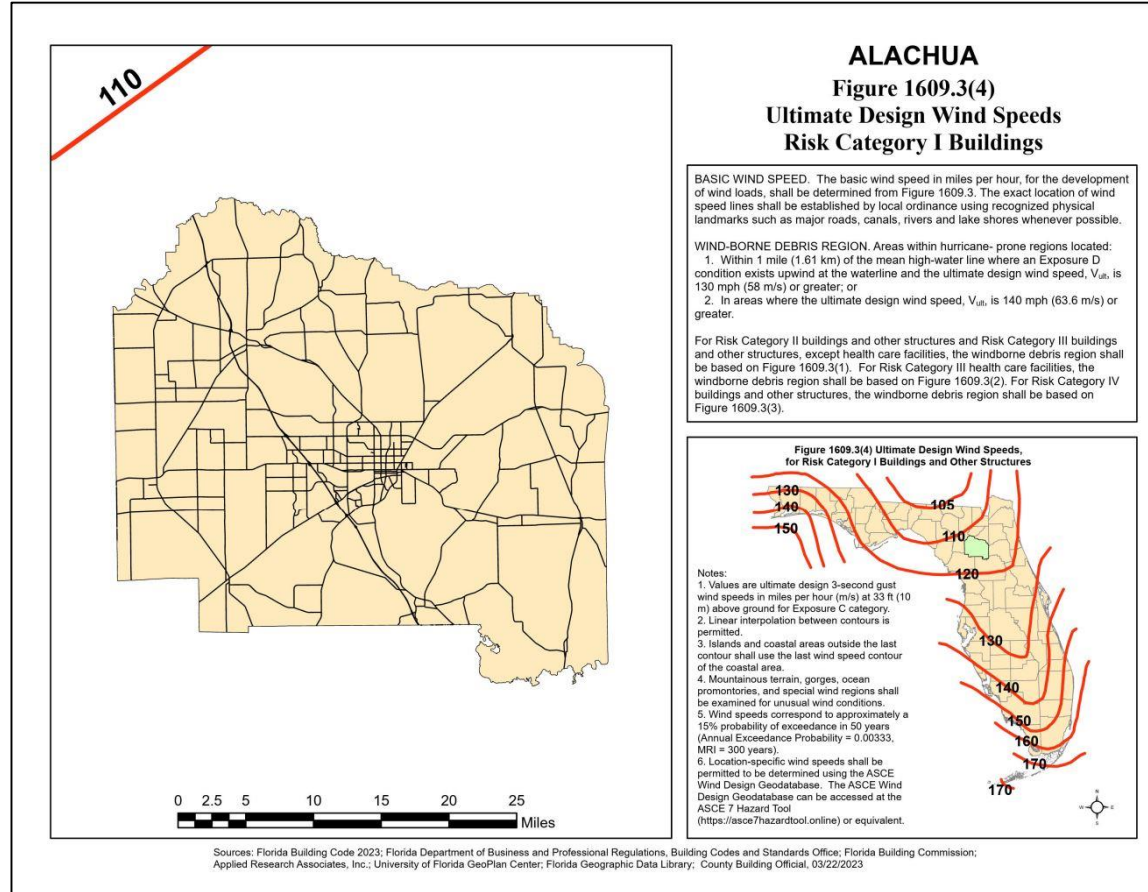 110
ALACHUA
Figure 1609.3(4)
Ultimate Design Wind Speeds
Risk Category I Buildings
BASIC WIND SPEED. The basic wind speed in miles per hour, for the development
of wind loads, shall be determined from Figure 1609.3. The exact location of wind
speed lines shall be established by local ordinance using recognized physical
landmarks such as major roads, canals, rivers and lake shores whenever possible.
WIND-BORNE DEBRIS REGION. Areas within hurricane- prone regions located:
1. Within 1 mile (1.61 km) of the mean high-water line where an Exposure D
condition exists upwind at the waterline and the ultimate design wind speed, Vult, is
130 mph (58 m/s) or greater; or
2. In areas where the ultimate design wind speed, Vult, is 140 mph (63.6 m/s) or
greater.
For Risk Category II buildings and other structures and Risk Category III buildings
and other structures, except health care facilities, the windborne debris region shall
be based on Figure 1609.3(1). For Risk Category III health care facilities, the
windborne debris region shall be based on Figure 1609.3(2). For Risk Category IV
buildings and other structures, the windborne debris region shall be based on
Figure 1609.3(3).
Figure 1609.3(4) Ultimate Design Wind Speeds,
for Risk Category I Buildings and Other Structures
130
140
150
105
110
120
130
140
150
160
170
170
Notes:
1. Values are ultimate design 3-second gust
wind speeds in miles per hour (m/s) at 33 ft (10
m) above ground for Exposure C category.
2. Linear interpolation between contours is
permitted.
3. Islands and coastal areas outside the last
contour shall use the last wind speed contour
of the coastal area.
4. Mountainous terrain, gorges, ocean
promontories, and special wind regions shall
be examined for unusual wind conditions.
5. Wind speeds correspond to approximately a
15% probability of exceedance in 50 years
(Annual Exceedance Probability = 0.00333,
MRI = 300 years).
6. Location-specific wind speeds shall be
permitted to be determined using the ASCE
Wind Design Geodatabase. The ASCE Wind
Design Geodatabase can be accessed at the
ASCE 7 Hazard Tool
(https://asce7hazardtool.online) or equivalent.
N
W E
S
0 2.5 5 10 15 20 25
Miles
Sources: Florida Building Code 2023; Florida Department of Business and Professional Regulations, Building Codes and Standards Office; Florida Building Commission;
Applied Research Associates, Inc.; University of Florida GeoPlan Center; Florida Geographic Data Library; County Building Official, 03/22/2023